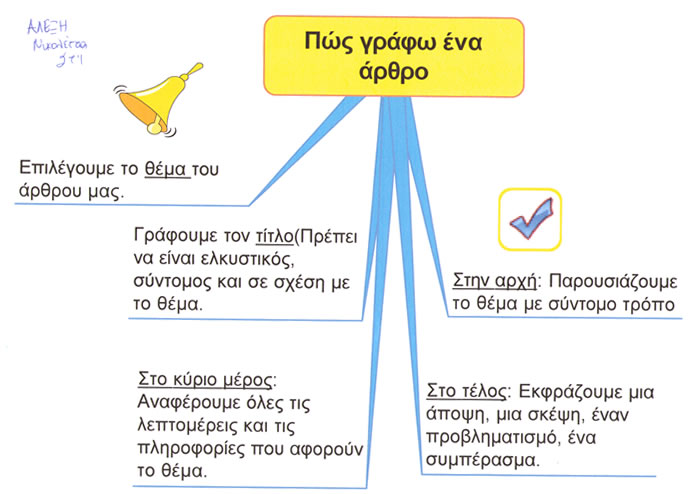 ΑΛΕΞΗ
Νικολέττα
Πώς γράφω ένα
άρθρο
Επιλέγουμε το θέμα του
άρθρου μας.
Γράφουμε τον τίτλο(Πρέπει
να είναι ελκυστικός,
σύντομος και σε σχέση με
το θέμα.
Στην αρχή: Παρουσιάζουμε
το θέμα με σύντομο τρόπο
Στο κύριο μέρος:
Αναφέρουμε όλες τις
λεπτομέρεις και τις
πληροφορίες που αφορούν
το θέμα.
Στο τέλος: Εκφράζουμε μια
άποψη, μια σκέψη, έναν
προβληματισμό, ένα
συμπέρασμα.